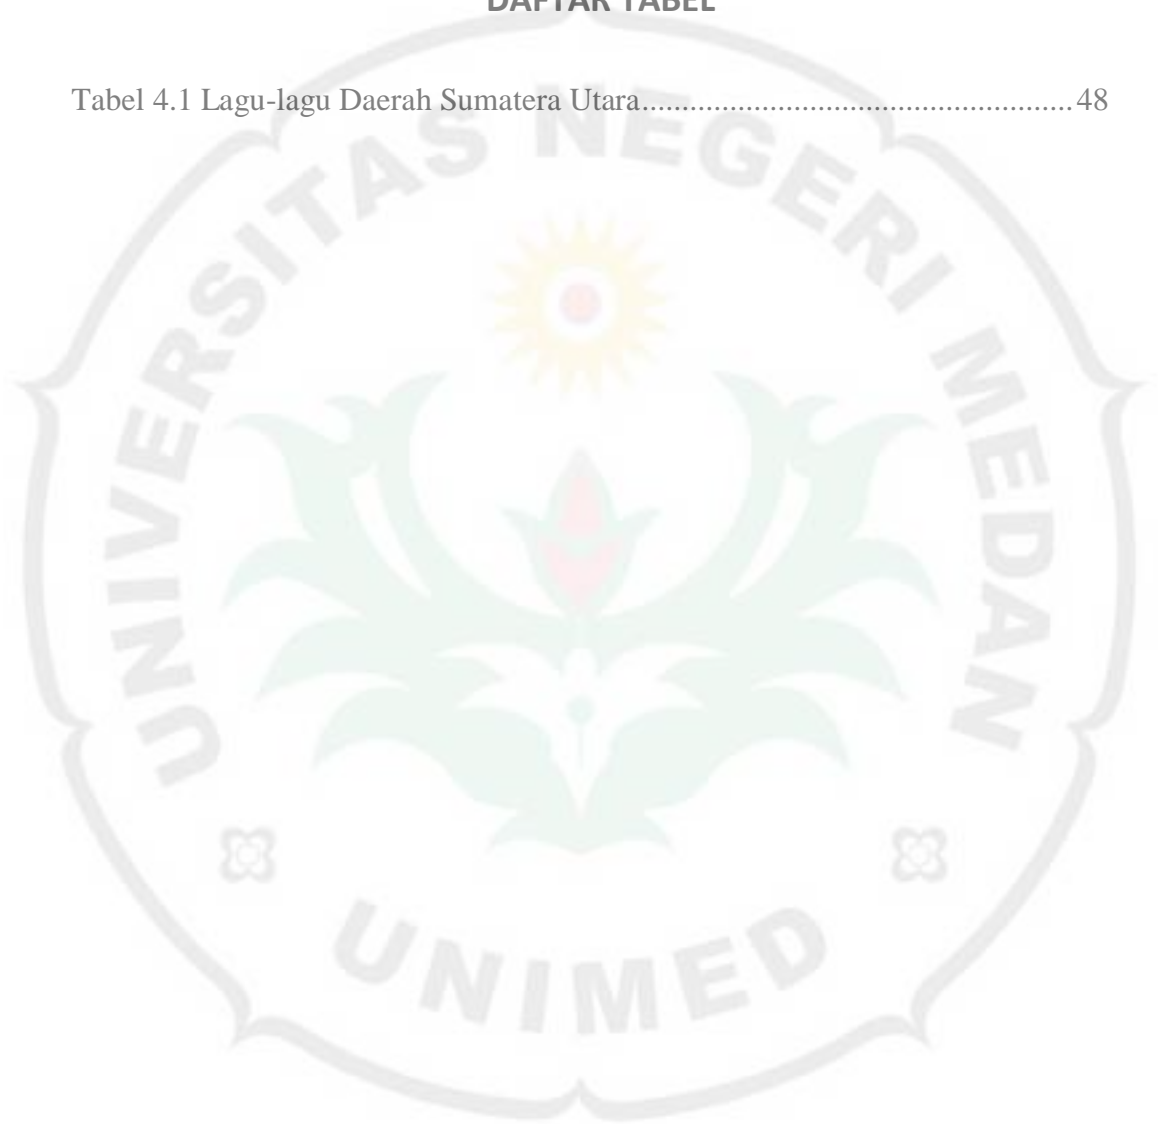 DAFTAR TABEL
Tabel 4.1 Lagu-lagu Daerah Sumatera Utara.....................................................48
UNIVERSITAS NEGERI MEDAN
UNIMED